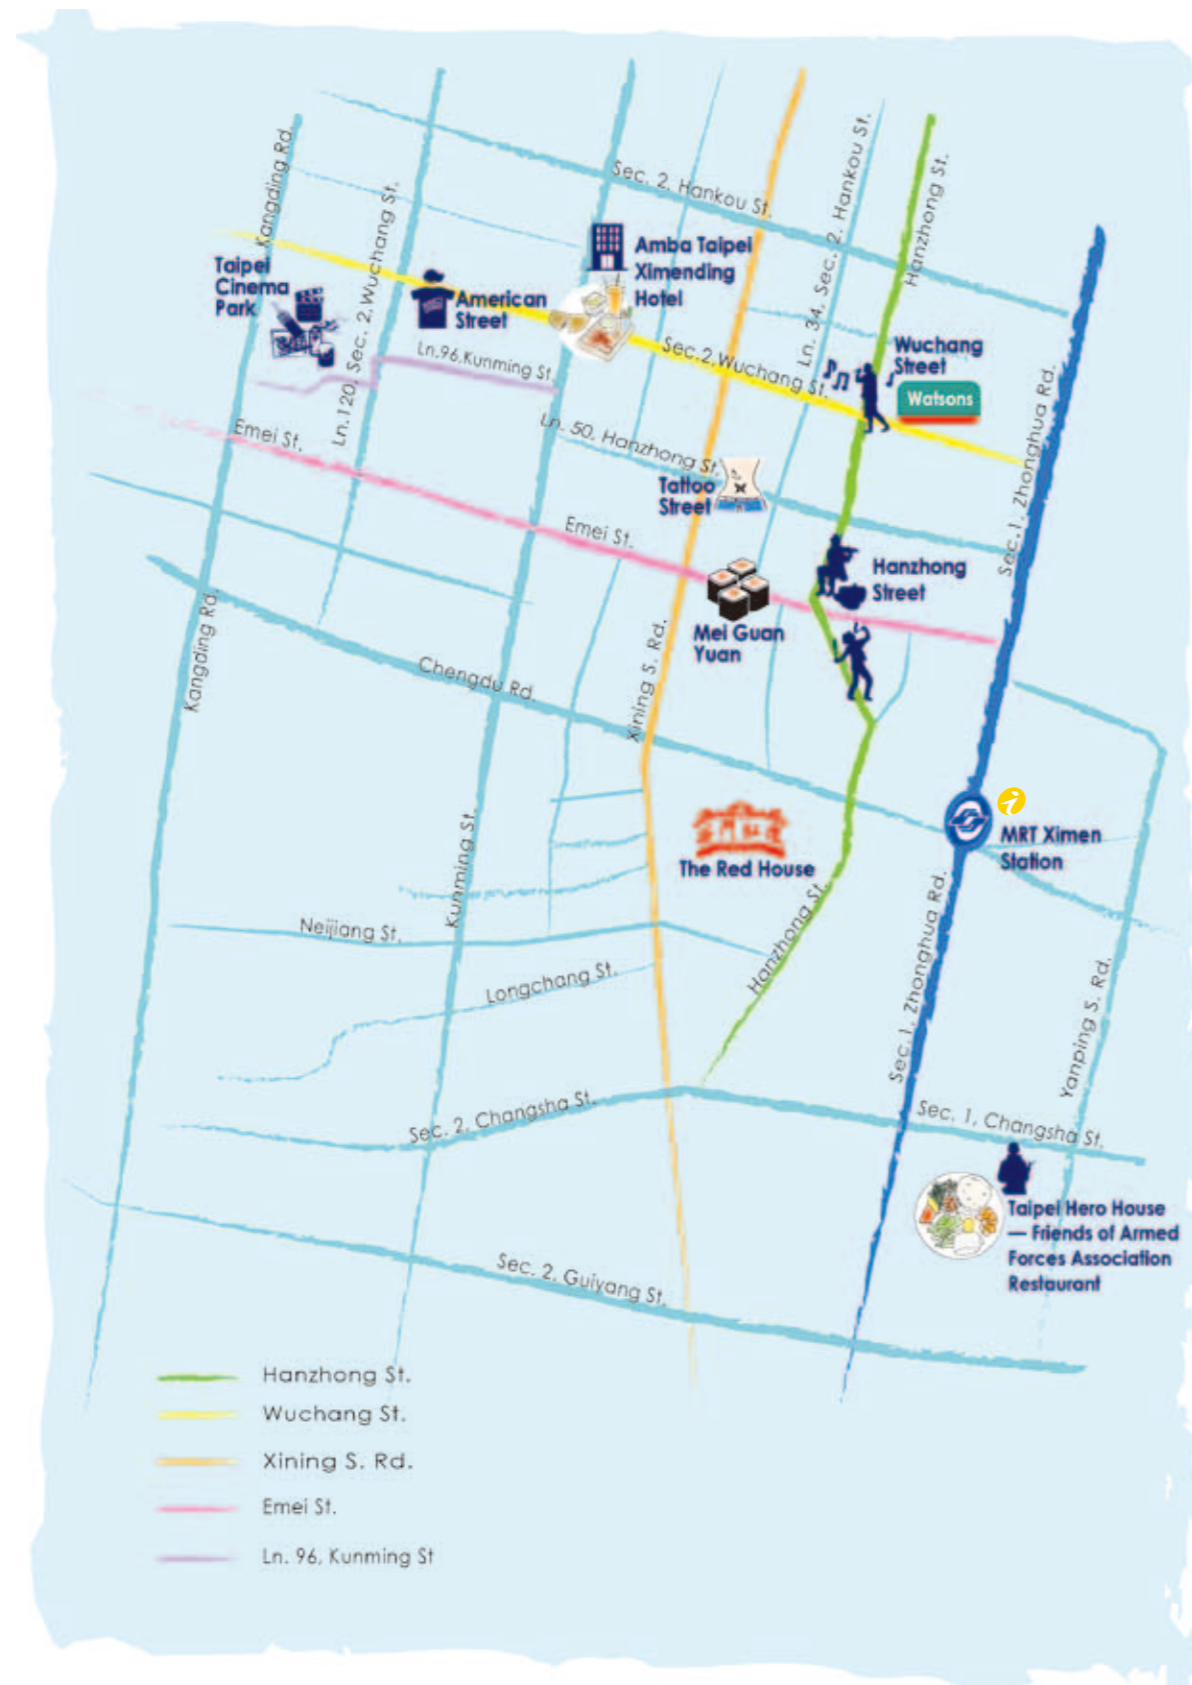 Kangding Rd.
Sec. 2, Hankou St.
Ln. 34, Sec. 2, Hankou St.
Hanzhong St.
Ln.120, Sec. 2,Wuchang St.
Taipei
Cinema
Park
American
Street
Amba Taipei
Ximending
Hotel
Sec.2,Wuchang St.
Wuchang
Street
Watsons
Ln.96,Kunming St
Emei St.
Ln. 50, Hanzhong St.
Tattoo
Street
Sec.1, Zhonghua Rd.
Emei St.
Hanzhong
Street
Mei Guan
Yuan
Kangding Rd.
Chengdu Rd.
Xining S. Rd.
MRT Ximen
Station
The Red House
Kunming St.
Hanzhong St.
Neijiang St.
Longchang St.
Sec.1, Zhonghua Rd.
Yanping S. Rd.
Sec. 2, Changsha St.
Sec. 1, Changsha St.
Taipei Hero House
— Friends of Armed
Forces Association
Restaurant
Sec. 2, Guiyang St.
Hanzhong St.
Wuchang St.
Xining S. Rd.
Emei St.
Ln. 96, Kunming St